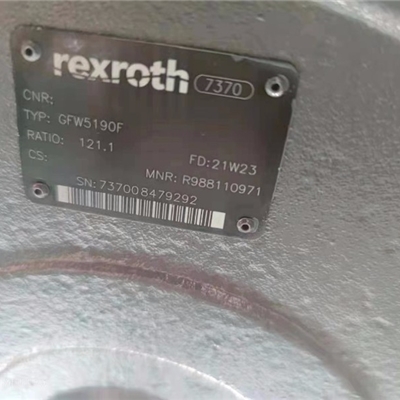 rexroth 7370
CNR:
TYP: GFW5190F
RATIO: 121.1
FD:21W23
CS:
MNR: R988110971
SN:737008479292